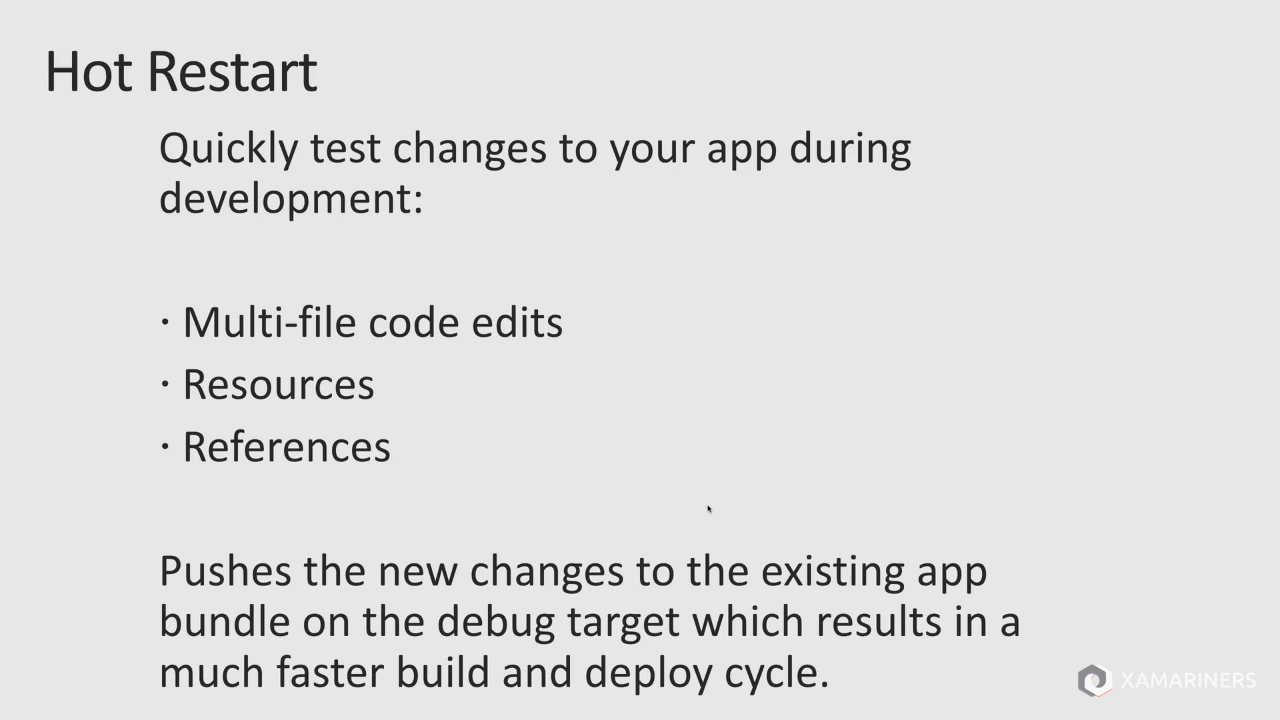 Hot Restart
Quickly test changes to your app during
development:
· Multi-file code edits
· Resources
· References
Pushes the new changes to the existing app
bundle on the debug target which results in a
much faster build and deploy cycle.
XAMARINERS